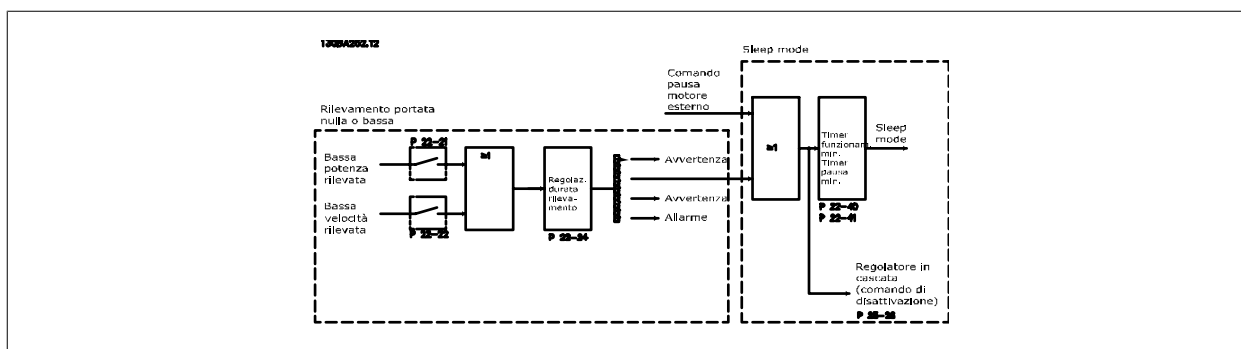 130BA252.12
Sleep mode
Comando
pausa
motore
esterno
Rilevamento portata
nulla o bassa
P 22-21
Bassa
potenza
rilevata
≥1
Bassa
velocità
rilevata
P 22-22
Regolaz.
durata
rileva-
mento
P 22-24
Avvertenza
Avvertenza
Allarme
≥1
Timer
funzionam.
min.
Timer
pausa
min.
P 22-40
P 22-41
Sleep
mode
Regolatore in
cascata
(comando di
disattivazione)
P 25-26